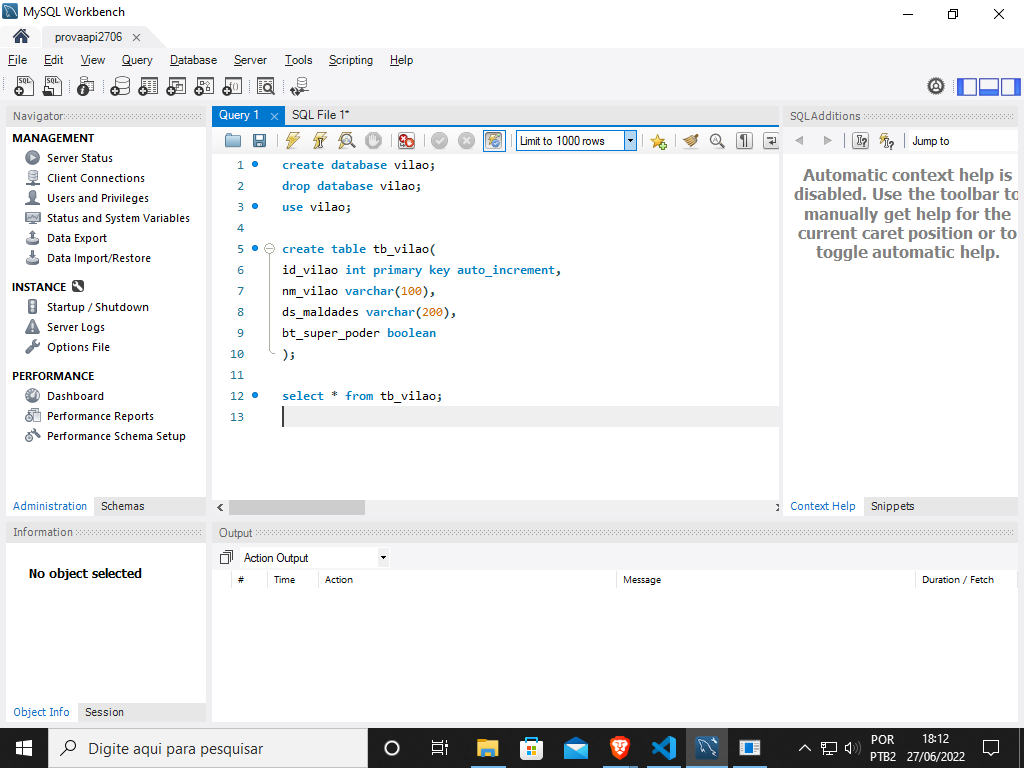 MySQL Workbench
provaapi2706
File Edit View Query Database Server Tools Scripting Help
Navigator
MANAGEMENT
Server Status
Client Connections
Users and Privileges
Status and System Variables
Data Export
Data Import/Restore
INSTANCE
Startup / Shutdown
Server Logs
Options File
PERFORMANCE
Dashboard
Performance Reports
Performance Schema Setup
Administration Schemas
Information
No object selected
Object Info Session
Query 1 SQL File 1*
Limit to 1000 rows
1 create database vilao;
2 drop database vilao;
3 use vilao;
4
5 create table tb_vilao(
6 id_vilao int primary key auto_increment,
7 nm_vilao varchar(100),
8 ds_maldades varchar(200),
9 bt_super_poder boolean
10 );
11
12 select * from tb_vilao;
13
SQLAdditions
Jump to
Automatic context help is
disabled. Use the toolbar to
manually get help for the
current caret position or to
toggle automatic help.
Context Help Snippets
Output
Action Output
# Time Action Message Duration / Fetch
Digite aqui para pesquisar
POR
PTB2
18:12
27/06/2022